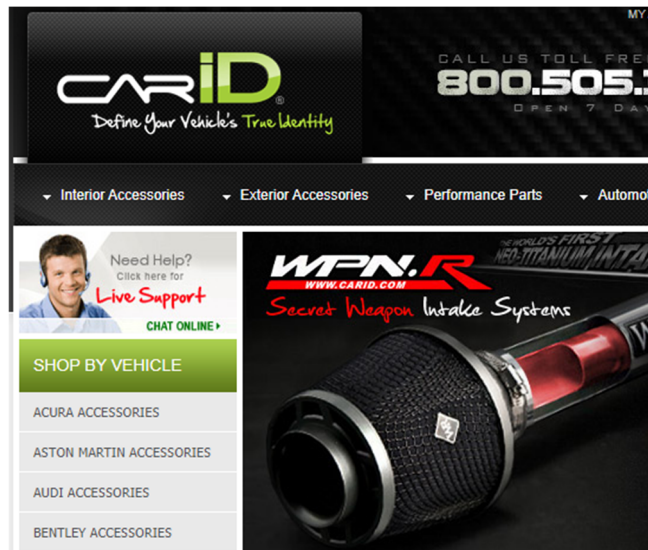 MY
CARiD®
Define Your Vehicle's True Identity
CALL US TOLL FREE
800.505.
OPEN 7 DAY
Interior Accessories
Exterior Accessories
Performance Parts
Automot
Need Help?
Click here for
Live Support
CHAT ONLINE
SHOP BY VEHICLE
ACURA ACCESSORIES
ASTON MARTIN ACCESSORIES
AUDI ACCESSORIES
BENTLEY ACCESSORIES
THE WORLD'S FIRST
NEO-TITANIUM INTA
WPN.R
WWW.CARID.COM
Secret Weapon Intake Systems